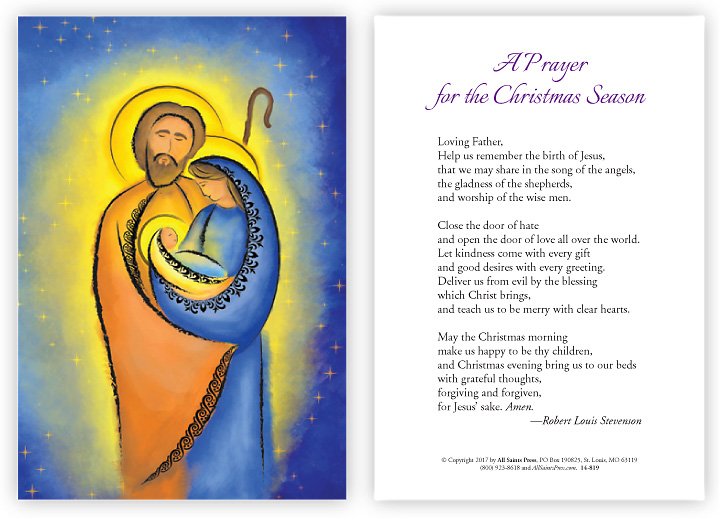 A Prayer
for the Christmas Season
Loving Father,
Help us remember the birth of Jesus,
that we may share in the song of the angels,
the gladness of the shepherds,
and worship of the wise men.
Close the door of hate
and open the door of love all over the world.
Let kindness come with every gift
and good desires with every greeting.
Deliver us from evil by the blessing
which Christ brings,
and teach us to be merry with clear hearts.
May the Christmas morning
make us happy to be thy children,
and Christmas evening bring us to our beds
with grateful thoughts,
forgiving and forgiven,
for Jesus’ sake. Amen.
—Robert Louis Stevenson
© Copyright 2017 by All Saints Press, PO Box 190825, St. Louis, MO 63119
(800) 923-8618 and AllSaintsPress.com. 14-819